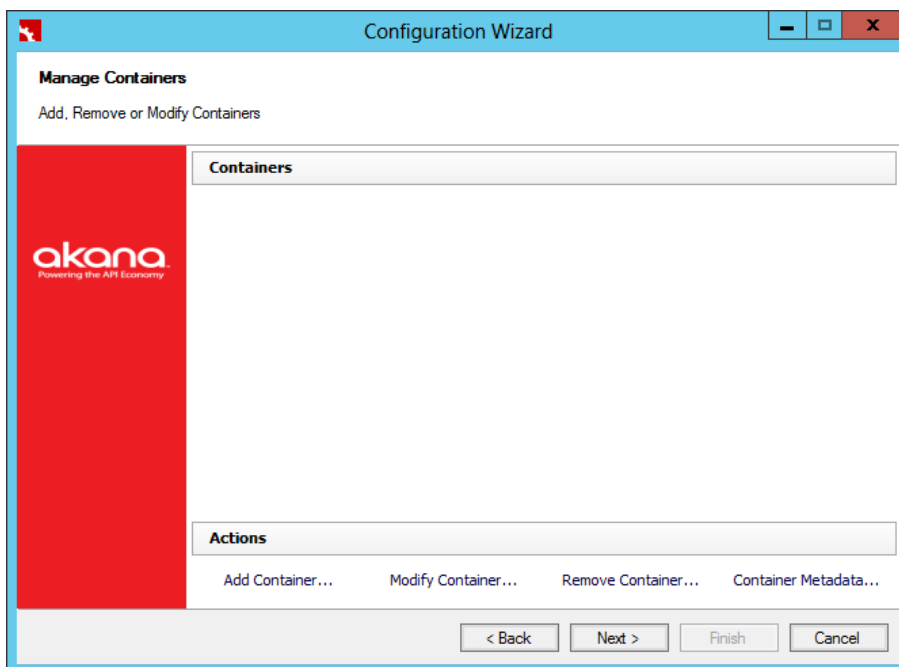 Configuration Wizard
Manage Containers
Add, Remove or Modify Containers
Containers
akana
Powering the API Economy
Actions
Add Container... Modify Container... Remove Container... Container Metadata...
< Back Next > Finish Cancel